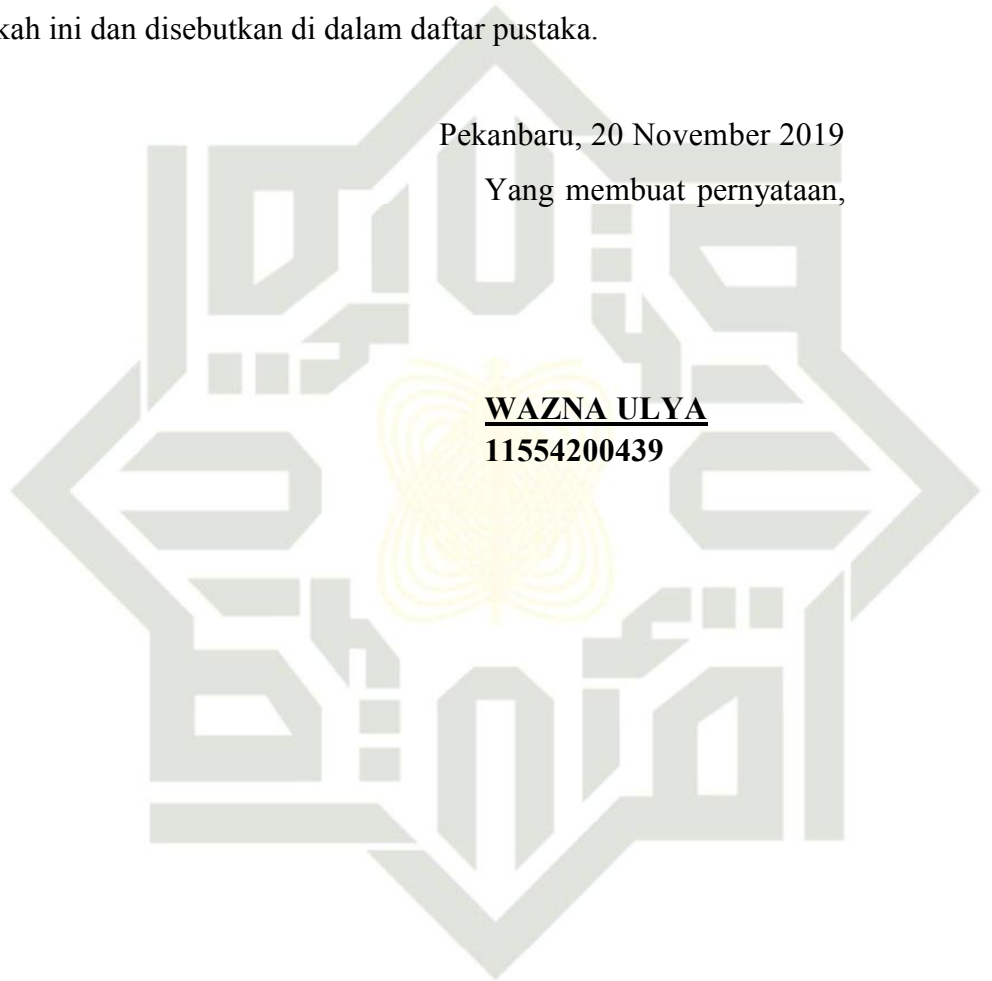 kah ini dan disebutkan di dalam daftar pustaka.
Pekanbaru, 20 November 2019
Yang membuat pernyataan,
WAZNA ULYA
11554200439